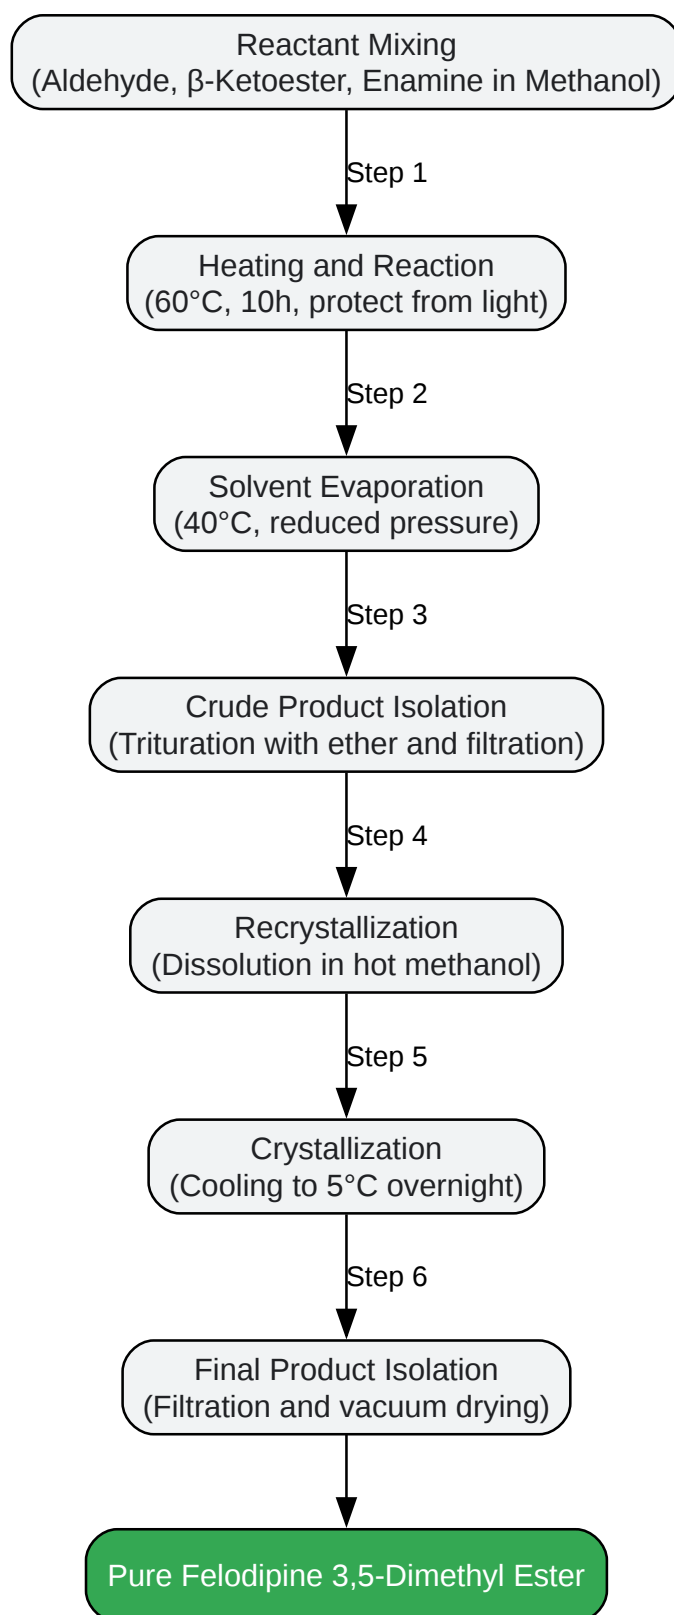 Reactant Mixing
(Aldehyde, β-Ketoester, Enamine in Methanol)
Step 1
Heating and Reaction
(60°C, 10h, protect from light)
Step 2
Solvent Evaporation
(40°C, reduced pressure)
Step 3
Crude Product Isolation
(Trituration with ether and filtration)
Step 4
Recrystallization
(Dissolution in hot methanol)
Step 5
Crystallization
(Cooling to 5°C overnight)
Step 6
Final Product Isolation
(Filtration and vacuum drying)
Pure Felodipine 3,5-Dimethyl Ester